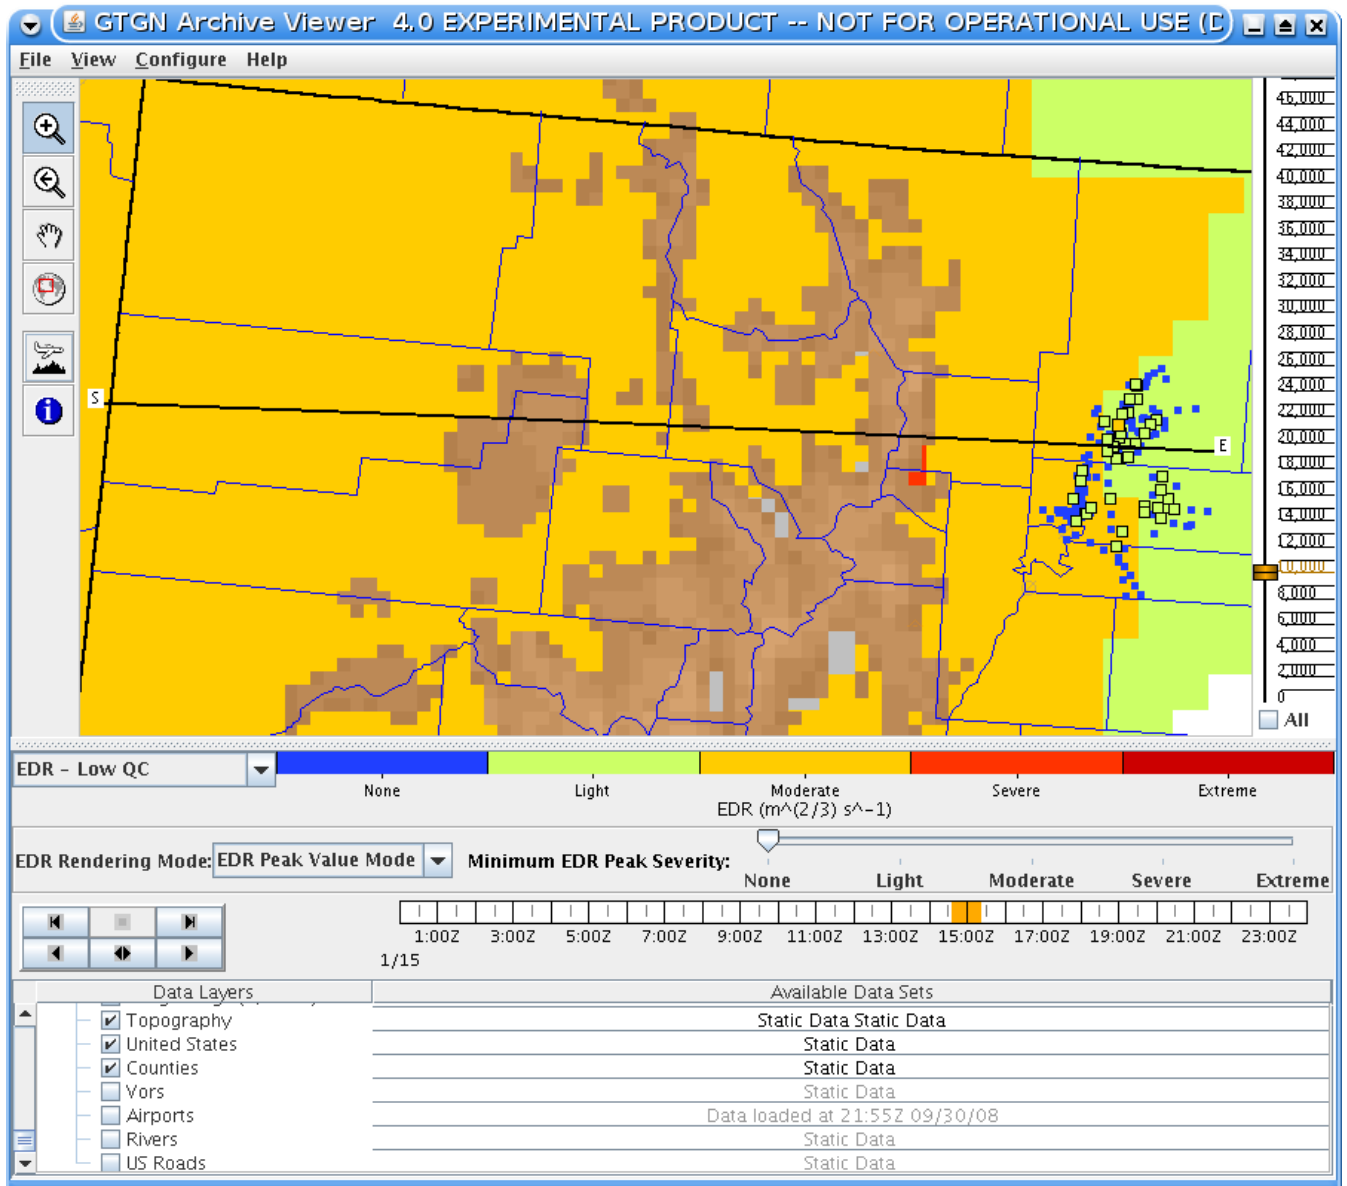 GTGN Archive Viewer 4.0 EXPERIMENTAL PRODUCT -- NOT FOR OPERATIONAL USE (D
File View Configure Help
46,000
44,000
42,000
40,000
38,000
36,000
34,000
32,000
30,000
28,000
26,000
24,000
22,000
20,000
18,000
16,000
14,000
12,000
10,000
8,000
6,000
4,000
2,000
0
S
E
All
EDR - Low QC
None Light Moderate Severe Extreme
EDR (m^(2/3) s^-1)
EDR Rendering Mode: EDR Peak Value Mode Minimum EDR Peak Severity:
None Light Moderate Severe Extreme
1:00Z 3:00Z 5:00Z 7:00Z 9:00Z 11:00Z 13:00Z 15:00Z 17:00Z 19:00Z 21:00Z 23:00Z
1/15
Data Layers Available Data Sets
Topography Static Data Static Data
United States Static Data
Counties Static Data
Vors Static Data
Airports Data loaded at 21:55Z 09/30/08
Rivers Static Data
US Roads Static Data